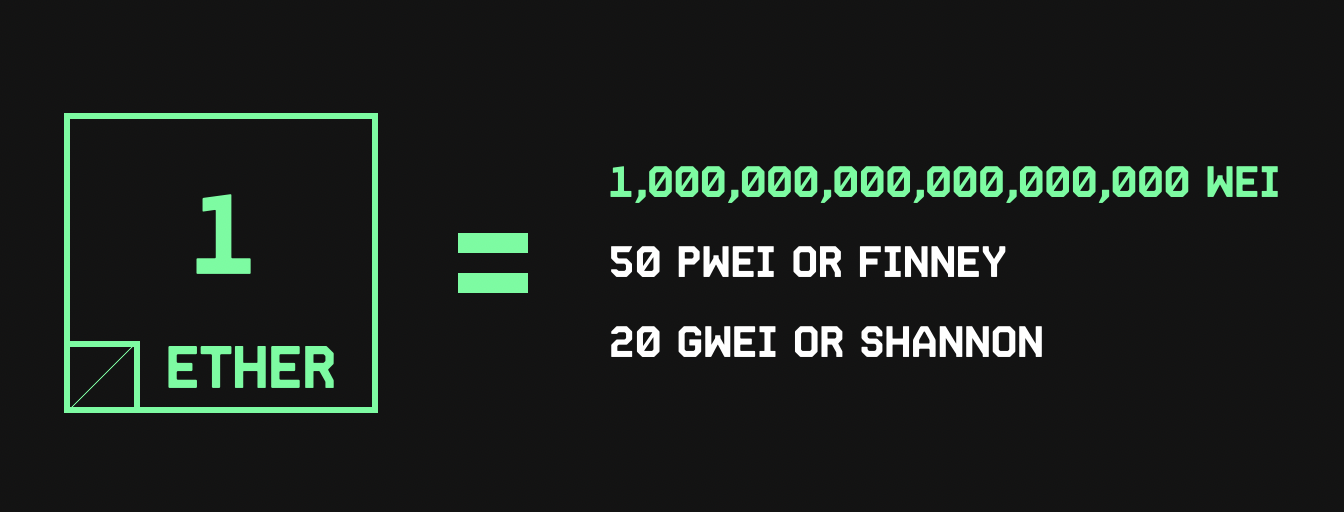 1
ETHER
=
1,000,000,000,000,000,000 WEI
50 PWEI OR FINNEY
20 GWEI OR SHANNON